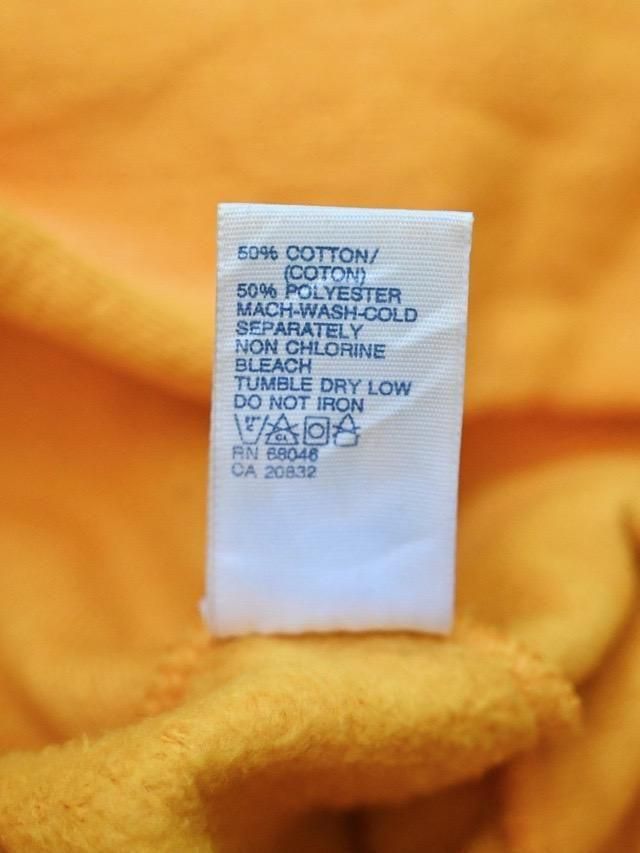 50% COTTON/
(COTON)
50% POLYESTER
MACH-WASH-COLD
SEPARATELY
NON CHLORINE
BLEACH
TUMBLE DRY LOW
DO NOT IRON
RN 68046
CA 20832